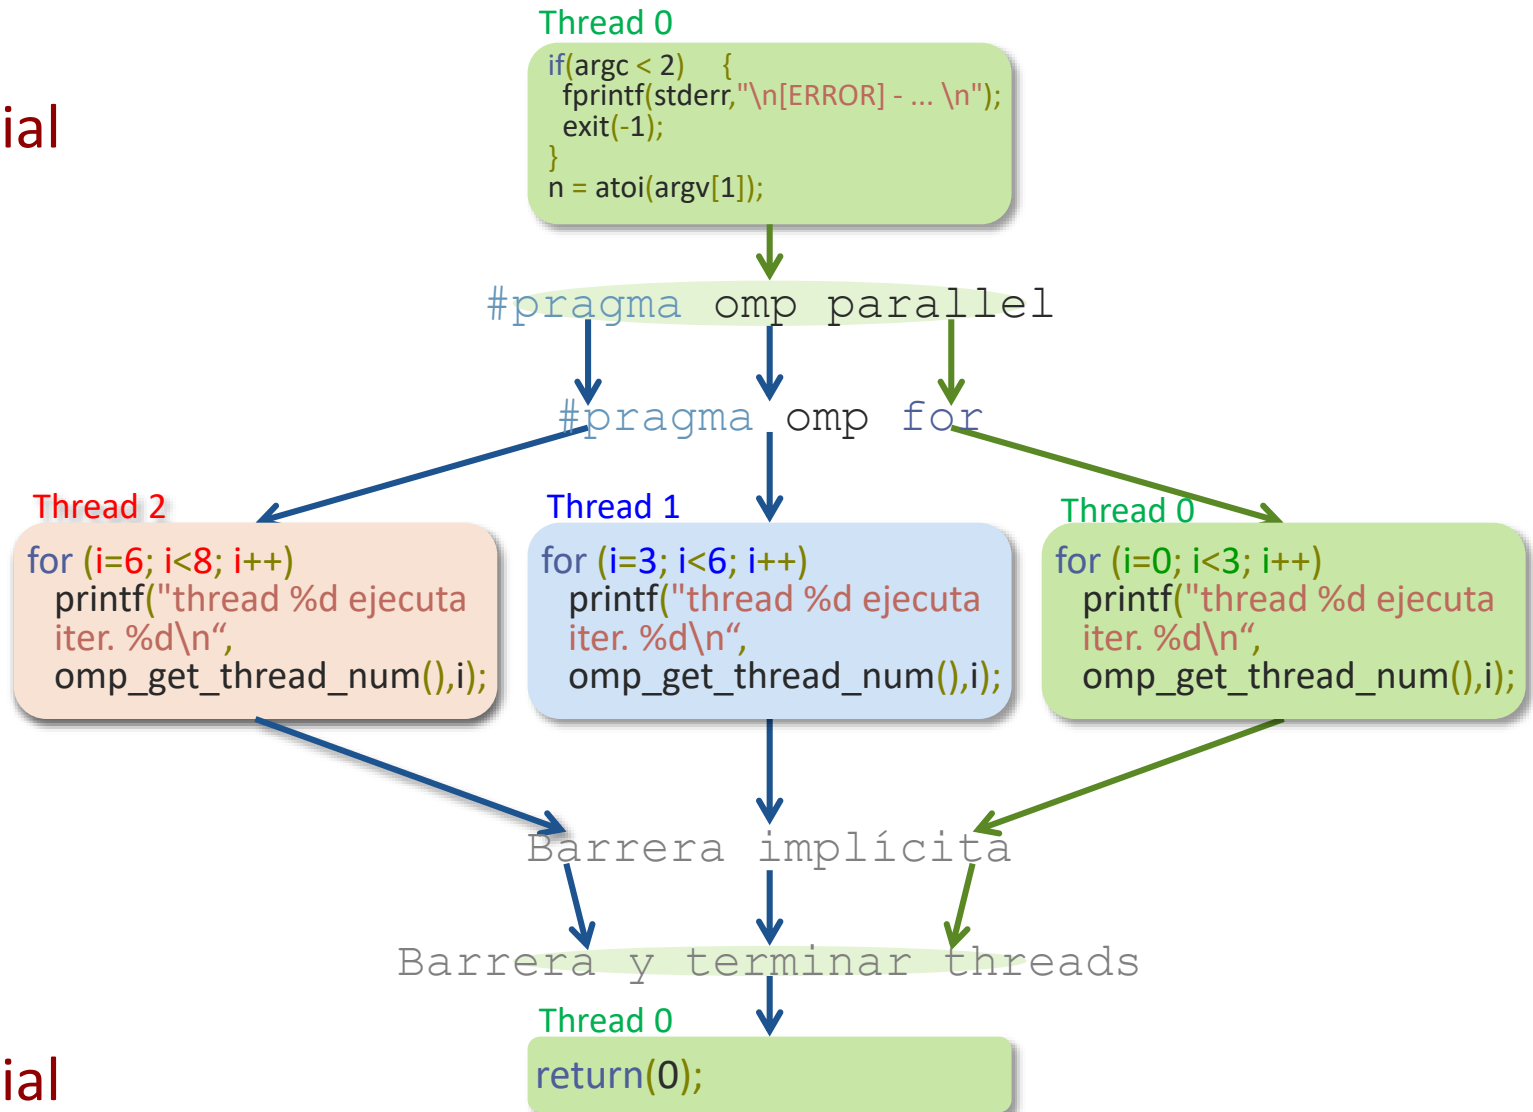 Thread 0
if(argc < 2) {
fprintf(stderr,"\n[ERROR] - ... \n");
exit(-1);
}
n = atoi(argv[1]);
ial
#pragma omp parallel
#pragma omp for
Thread 2
for (i=6; i<8; i++)
printf("thread %d ejecuta
iter. %d\n“,
omp_get_thread_num(),i);
Thread 1
for (i=3; i<6; i++)
printf("thread %d ejecuta
iter. %d\n“,
omp_get_thread_num(),i);
Thread 0
for (i=0; i<3; i++)
printf("thread %d ejecuta
iter. %d\n“,
omp_get_thread_num(),i);
Barrera implícita
Barrera y terminar threads
Thread 0
return(0);
ial